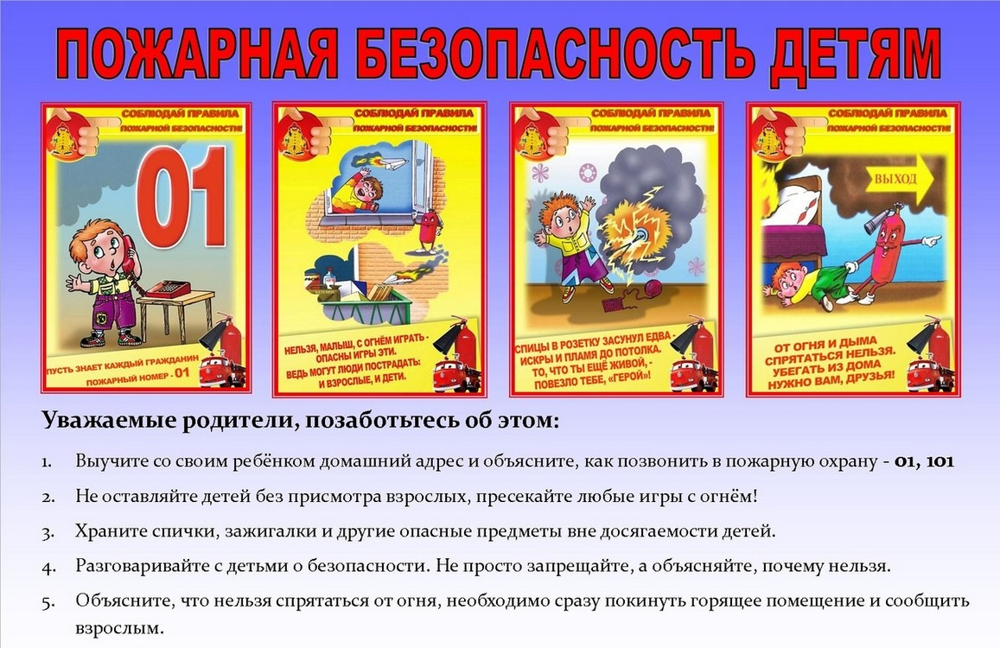 ПОЖАРНАЯ БЕЗОПАСНОСТЬ ДЕТЯМ
СОБЛЮДАЙ ПРАВИЛА
ПОЖАРНОЙ БЕЗОПАСНОСТИ!
01
ПУСТЬ ЗНАЕТ КАЖДЫЙ ГРАЖДАНИН
ПОЖАРНЫЙ НОМЕР - 01
СОБЛЮДАЙ ПРАВИЛА
ПОЖАРНОЙ БЕЗОПАСНОСТИ!
НЕЛЬЗЯ, МАЛЫШ, С ОГНЁМ ИГРАТЬ -
ОПАСНЫ ИГРЫ ЭТИ.
ВЕДЬ МОГУТ ЛЮДИ ПОСТРАДАТЬ:
И ВЗРОСЛЫЕ, И ДЕТИ.
СОБЛЮДАЙ ПРАВИЛА
ПОЖАРНОЙ БЕЗОПАСНОСТИ!
СПИЦЫ В РОЗЕТКУ ЗАСУНУЛ ЕДВА -
ИСКРЫ И ПЛАМЯ ДО ПОТОЛКА.
ТО, ЧТО ТЫ ЕЩЁ ЖИВОЙ, -
ПОВЕЗЛО ТЕБЕ, «ГЕРОЙ»!
СОБЛЮДАЙ ПРАВИЛА
ПОЖАРНОЙ БЕЗОПАСНОСТИ!
ВЫХОД
ОТ ОГНЯ И ДЫМА
СПРЯТАТЬСЯ НЕЛЬЗЯ.
УБЕГАТЬ ИЗ ДОМА
НУЖНО ВАМ, ДРУЗЬЯ!
Уважаемые родители, позаботьтесь об этом:
1. Выучите со своим ребёнком домашний адрес и объясните, как позвонить в пожарную охрану - 01, 101
2. Не оставляйте детей без присмотра взрослых, пресекайте любые игры с огнём!
3. Храните спички, зажигалки и другие опасные предметы вне досягаемости детей.
4. Разговаривайте с детьми о безопасности. Не просто запрещайте, а объясняйте, почему нельзя.
5. Объясните, что нельзя спрятаться от огня, необходимо сразу покинуть горящее помещение и сообщить
взрослым.